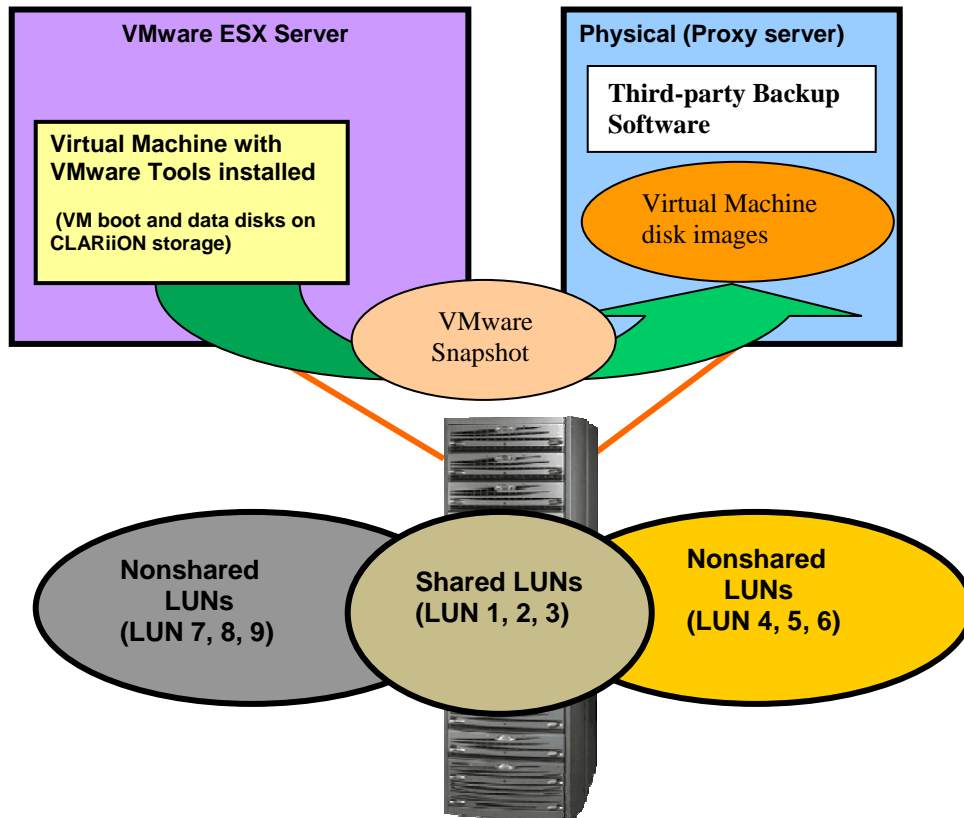 VMware ESX Server
Virtual Machine with
VMware Tools installed
(VM boot and data disks on
CLARiiON storage)
Physical (Proxy server)
Third-party Backup
Software
Virtual Machine
disk images
VMware
Snapshot
Nonshared
LUNs
(LUN 7, 8, 9)
Shared LUNs
(LUN 1, 2, 3)
Nonshared
LUNs
(LUN 4, 5, 6)